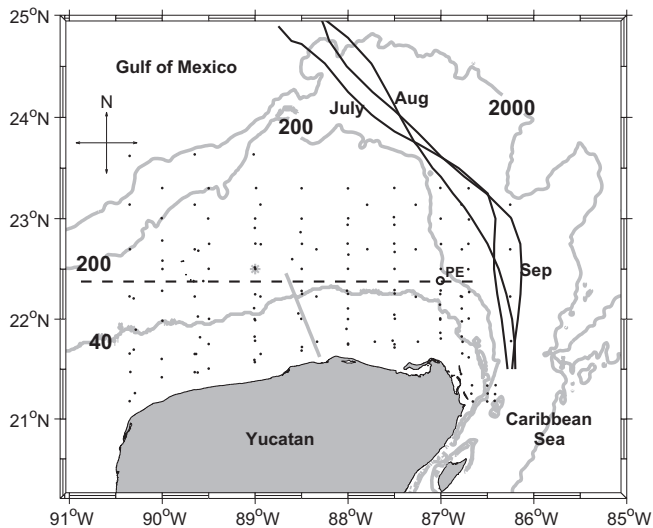 25°N
24°N
23°N
22°N
21°N
Gulf of Mexico
N
July
Aug
2000
200
200
PE
Sep
40
Caribbean
Sea
Yucatan
91°W
90°W
89°W
88°W
87°W
86°W
85°W